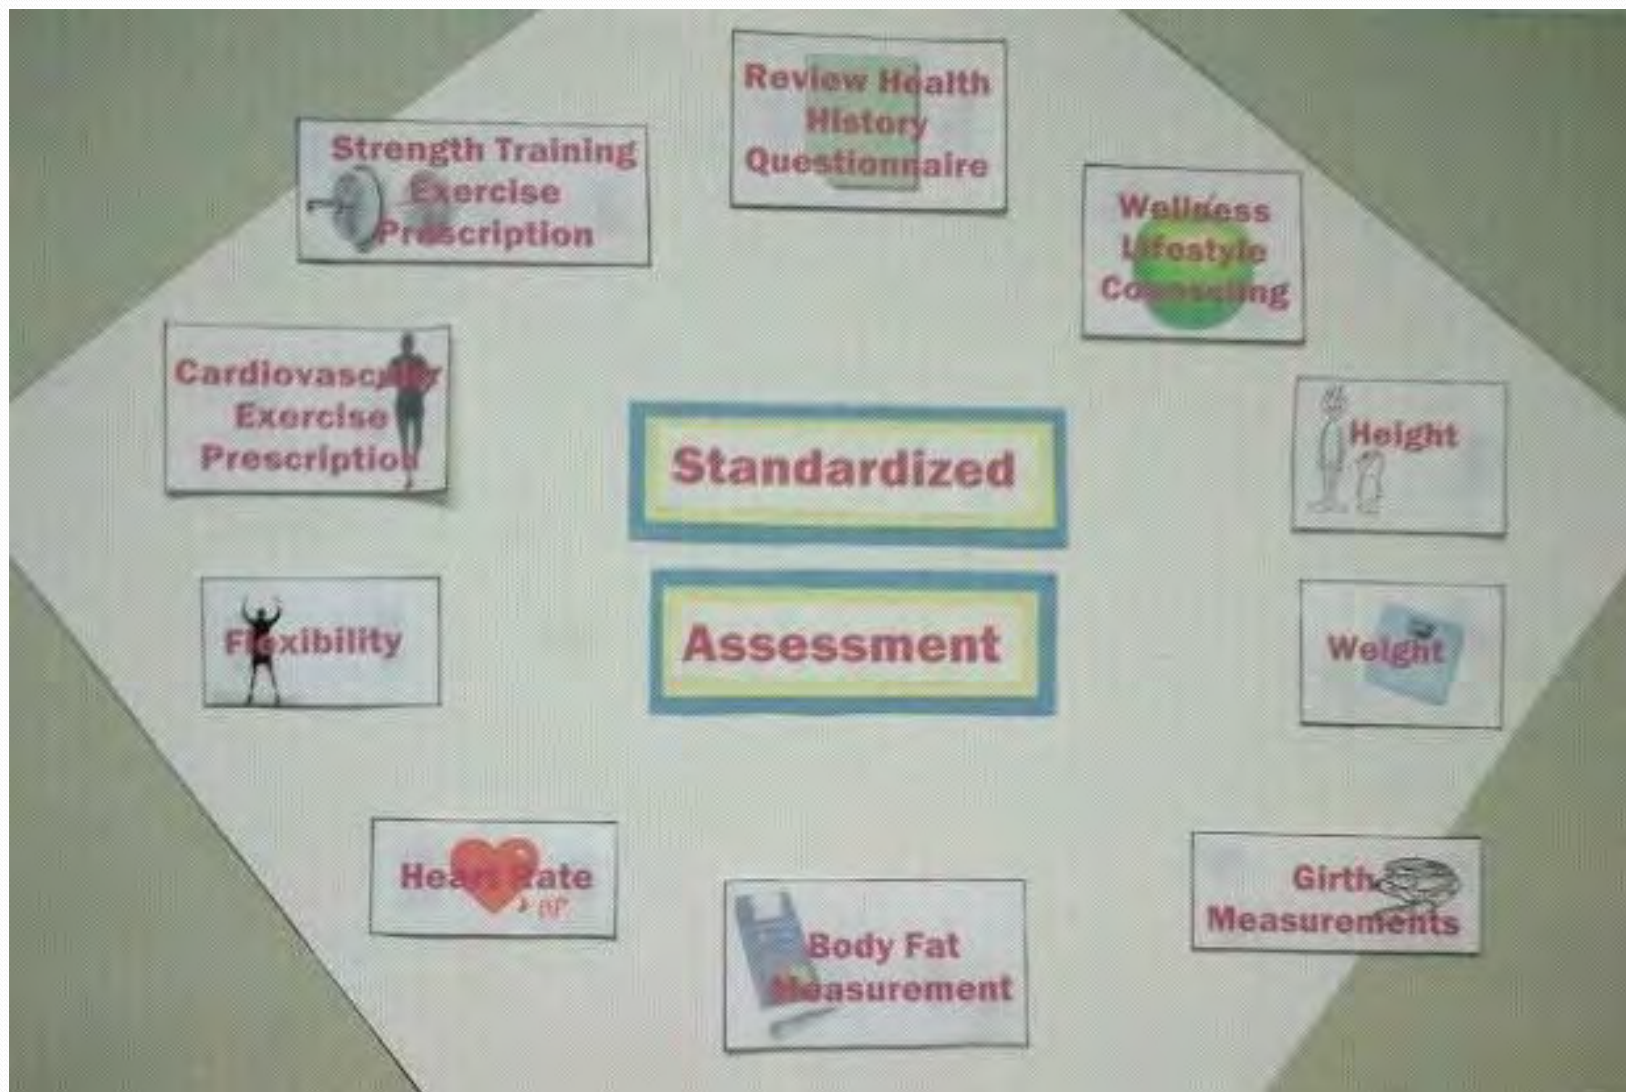 Review Health
History
Questionnaire
Strength Training
Exercise
Prescription
Wellness
Lifestyle
Counseling
Cardiovascular
Exercise
Prescription
Height
Standardized
Assessment
Flexibility
Weight
Heart Rate
Girth
Measurements
Body Fat
Measurement